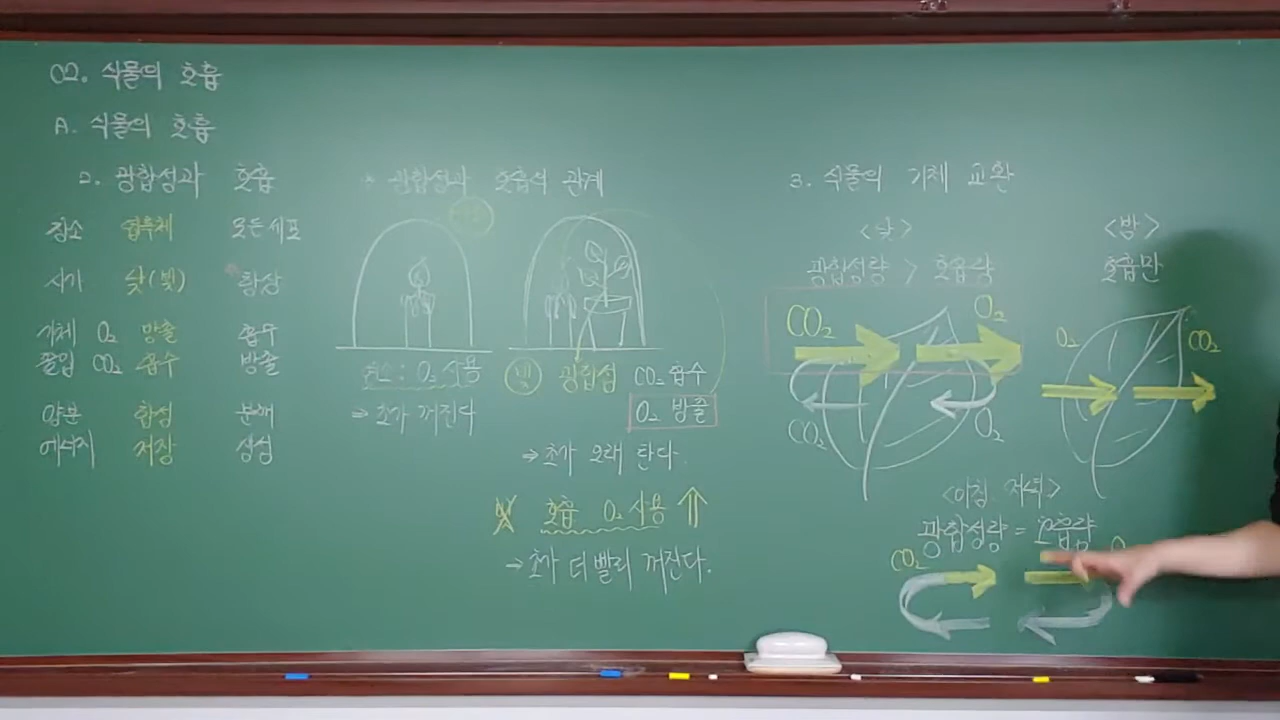 02. 식물의 호흡
A. 식물의 호흡
2. 광합성과 호흡
장소 엽록체 모든세포
시기 낮(빛) 항상
기체 O₂ 방출 흡수
출입 CO₂ 흡수 방출
양분 합성 분해
에너지 저장 생성
* 광합성과 호흡의 관계
연소 : O₂ 사용
⇒ 초가 꺼진다
빛 광합성 CO₂ 흡수
O₂ 방출
⇒ 초가 오래 탄다.
빛 호흡 O₂ 사용 ⇑
⇒ 초가 더 빨리 꺼진다.
3. 식물의 기체 교환
<낮>
광합성량 > 호흡량
CO₂ O₂
CO₂ O₂
<밤>
호흡만
O₂ CO₂
<아침, 저녁>
광합성량 = 호흡량
CO₂